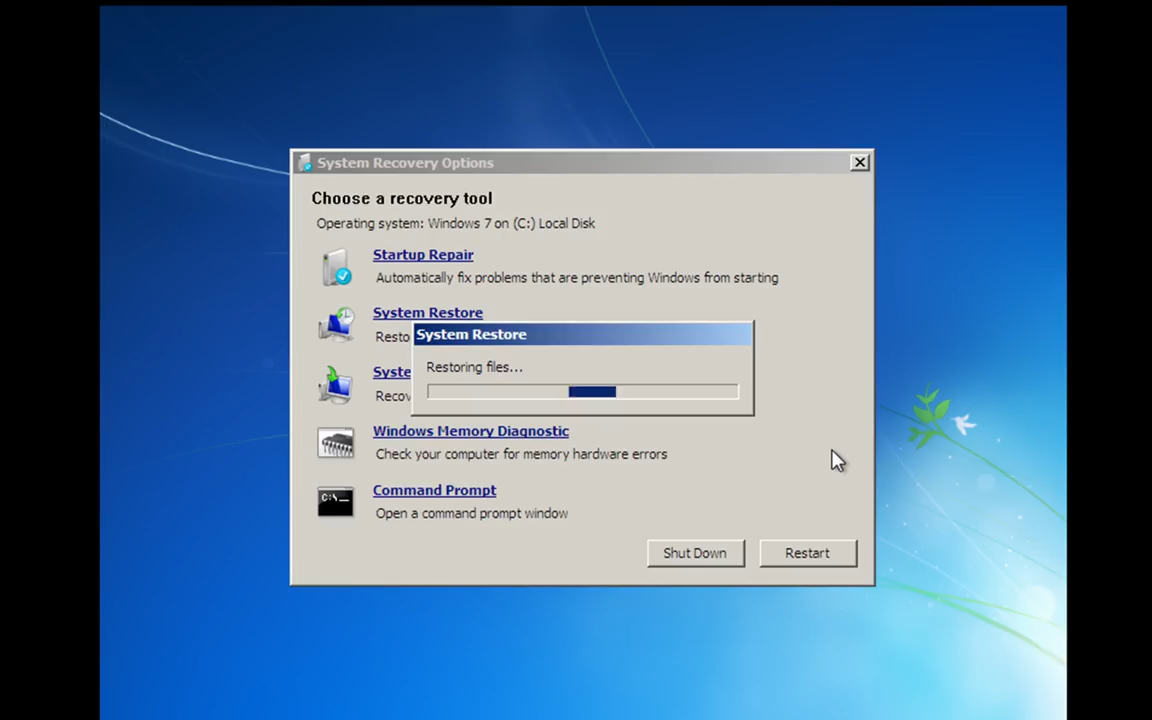 System Recovery Options
Choose a recovery tool
Operating system: Windows 7 on (C:) Local Disk
Startup Repair
Automatically fix problems that are preventing Windows from starting
System Restore
Resto
System Restore
Restoring files...
Syste
Recov
Windows Memory Diagnostic
Check your computer for memory hardware errors
C:\_
Command Prompt
Open a command prompt window
Shut Down
Restart